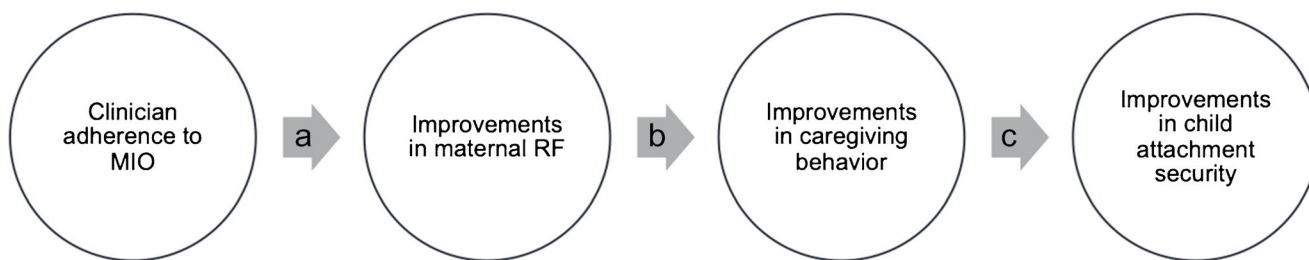 Clinician
adherence to
MIO
a
Improvements
in maternal RF
b
Improvements
in caregiving
behavior
c
Improvements
in child
attachment
security